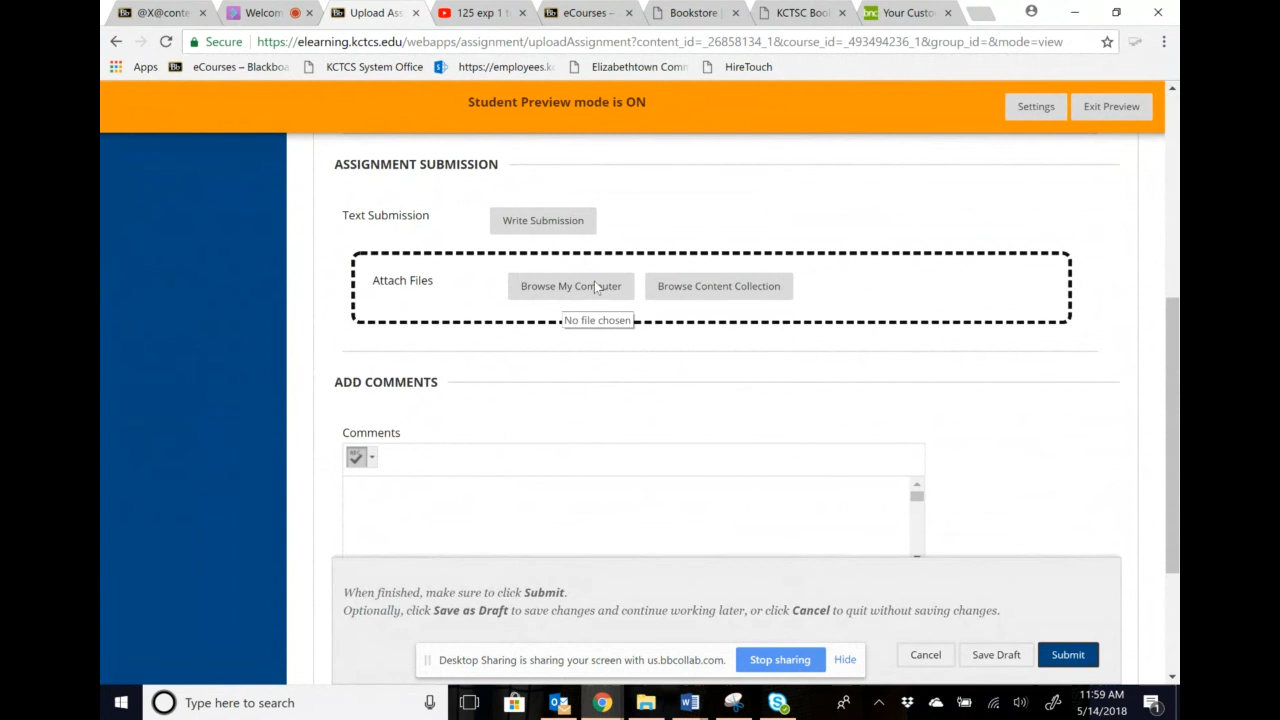 @X@conte
Welcom
Upload Ass
125 exp 1 t
eCourses –
Bookstore |
KCTSC Boo
Your Custo
Secure https://elearning.kctcs.edu/webapps/assignment/uploadAssignment?content_id=_26858134_1&course_id=_493494236_1&group_id=&mode=view
Apps
eCourses – Blackbo
KCTCS System Office
https://employees.k
Elizabethtown Com
HireTouch
Student Preview mode is ON
Settings
Exit Preview
ASSIGNMENT SUBMISSION
Text Submission
Write Submission
Attach Files
Browse My Computer
Browse Content Collection
No file chosen
ADD COMMENTS
Comments
ABC
When finished, make sure to click Submit.
Optionally, click Save as Draft to save changes and continue working later, or click Cancel to quit without saving changes.
Desktop Sharing is sharing your screen with us.bbcollab.com.
Stop sharing
Hide
Cancel
Save Draft
Submit
Type here to search
11:59 AM
5/14/2018
1